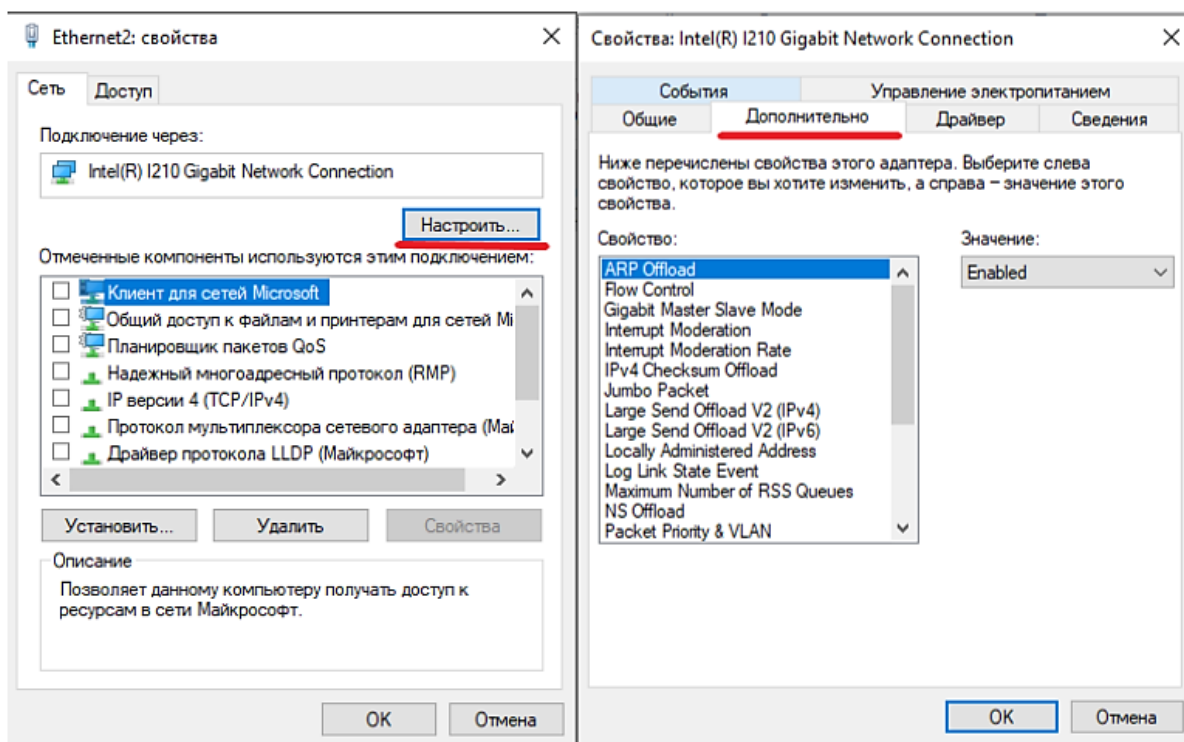 Ethernet2: свойства
Сеть
Доступ
Подключение через:
Intel(R) I210 Gigabit Network Connection
Настроить...
Отмеченные компоненты используются этим подключением:
Клиент для сетей Microsoft
Общий доступ к файлам и принтерам для сетей Mi
Планировщик пакетов QoS
Надежный многоадресный протокол (RMP)
IP версии 4 (TCP/IPv4)
Протокол мультиплексора сетевого адаптера (Май
Драйвер протокола LLDP (Майкрософт)
Установить...
Удалить
Свойства
Описание
Позволяет данному компьютеру получать доступ к
ресурсам в сети Майкрософт.
OK
Отмена
Свойства: Intel(R) I210 Gigabit Network Connection
События
Управление электропитанием
Общие
Дополнительно
Драйвер
Сведения
Ниже перечислены свойства этого адаптера. Выберите слева
свойство, которое вы хотите изменить, а справа – значение этого
свойства.
Свойство:
Значение:
ARP Offload
Flow Control
Gigabit Master Slave Mode
Interrupt Moderation
Interrupt Moderation Rate
IPv4 Checksum Offload
Jumbo Packet
Large Send Offload V2 (IPv4)
Large Send Offload V2 (IPv6)
Locally Administered Address
Log Link State Event
Maximum Number of RSS Queues
NS Offload
Packet Priority & VLAN
Enabled
OK
Отмена